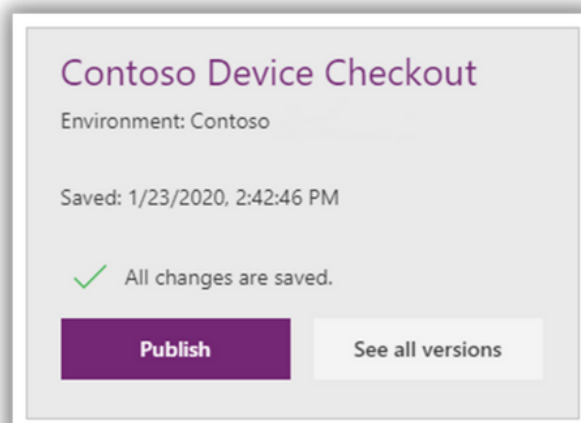 Contoso Device Checkout
Environment: Contoso
Saved: 1/23/2020, 2:42:46 PM
All changes are saved.
Publish
See all versions